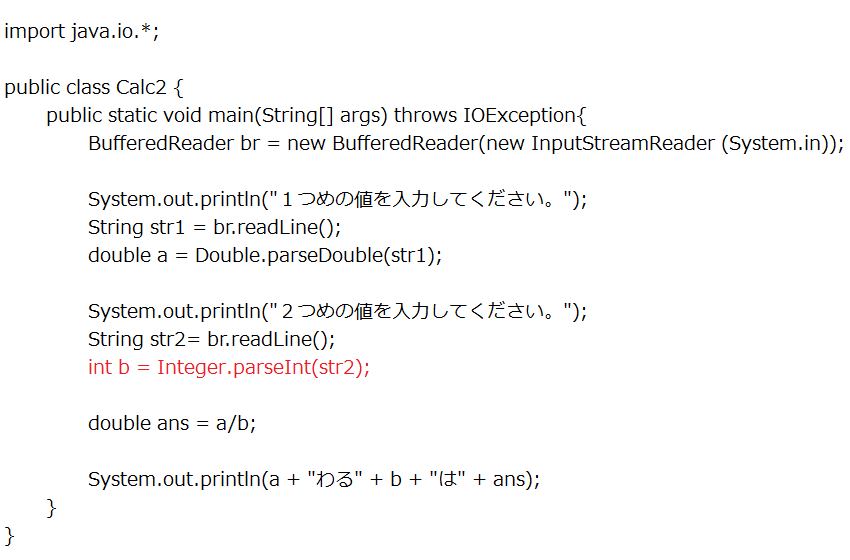 import java.io.*;
public class Calc2 {
public static void main(String[] args) throws IOException{
BufferedReader br = new BufferedReader(new InputStreamReader (System.in));
System.out.println("１つめの値を入力してください。");
String str1 = br.readLine();
double a = Double.parseDouble(str1);
System.out.println("２つめの値を入力してください。");
String str2= br.readLine();
int b = Integer.parseInt(str2);
double ans = a/b;
System.out.println(a + "わる" + b + "は" + ans);
}
}